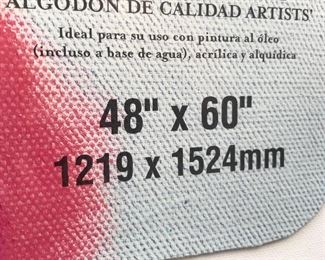 ALGODÓN DE CALIDAD ARTISTS'
Ideal para su uso con pintura al óleo
(incluso a base de agua), acrílica y alquídica
48" x 60"
1219 x 1524mm